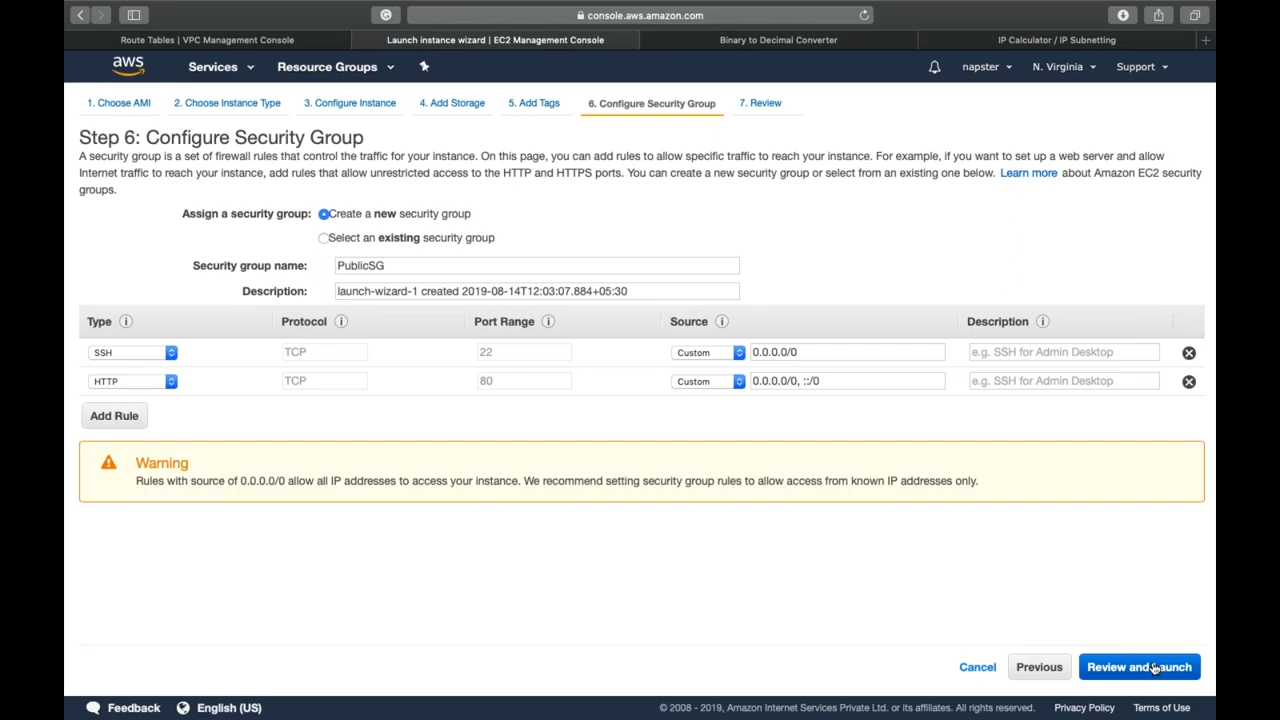 console.aws.amazon.com
Route Tables | VPC Management Console
Launch instance wizard | EC2 Management Console
Binary to Decimal Converter
IP Calculator / IP Subnetting
aws
Services
Resource Groups
napster
N. Virginia
Support
1. Choose AMI
2. Choose Instance Type
3. Configure Instance
4. Add Storage
5. Add Tags
6. Configure Security Group
7. Review
Step 6: Configure Security Group
A security group is a set of firewall rules that control the traffic for your instance. On this page, you can add rules to allow specific traffic to reach your instance. For example, if you want to set up a web server and allow
Internet traffic to reach your instance, add rules that allow unrestricted access to the HTTP and HTTPS ports. You can create a new security group or select from an existing one below. Learn more about Amazon EC2 security
groups.
Assign a security group: Create a new security group
Select an existing security group
Security group name: PublicSG
Description: launch-wizard-1 created 2019-08-14T12:03:07.884+05:30
Type i Protocol i Port Range i Source i Description i
SSH TCP 22 Custom 0.0.0.0/0 e.g. SSH for Admin Desktop
HTTP TCP 80 Custom 0.0.0.0/0, ::/0 e.g. SSH for Admin Desktop
Add Rule
Warning
Rules with source of 0.0.0.0/0 allow all IP addresses to access your instance. We recommend setting security group rules to allow access from known IP addresses only.
Cancel
Previous
Review and Launch
Feedback
English (US)
© 2008 - 2019, Amazon Internet Services Private Ltd. or its affiliates. All rights reserved.
Privacy Policy
Terms of Use